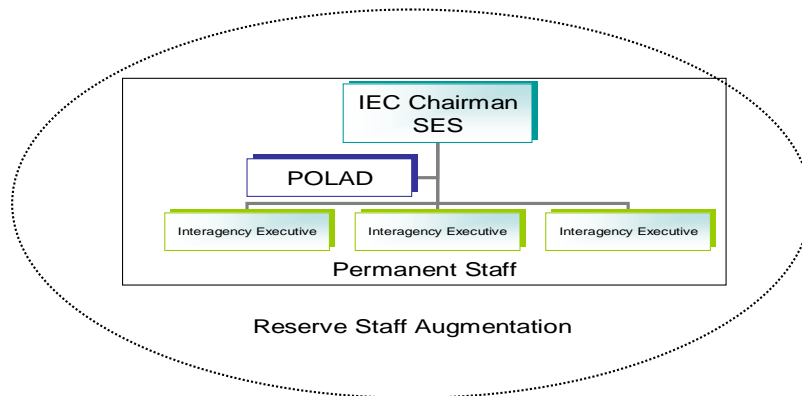 IEC Chairman
SES
POLAD
Interagency Executive
Interagency Executive
Interagency Executive
Permanent Staff
Reserve Staff Augmentation